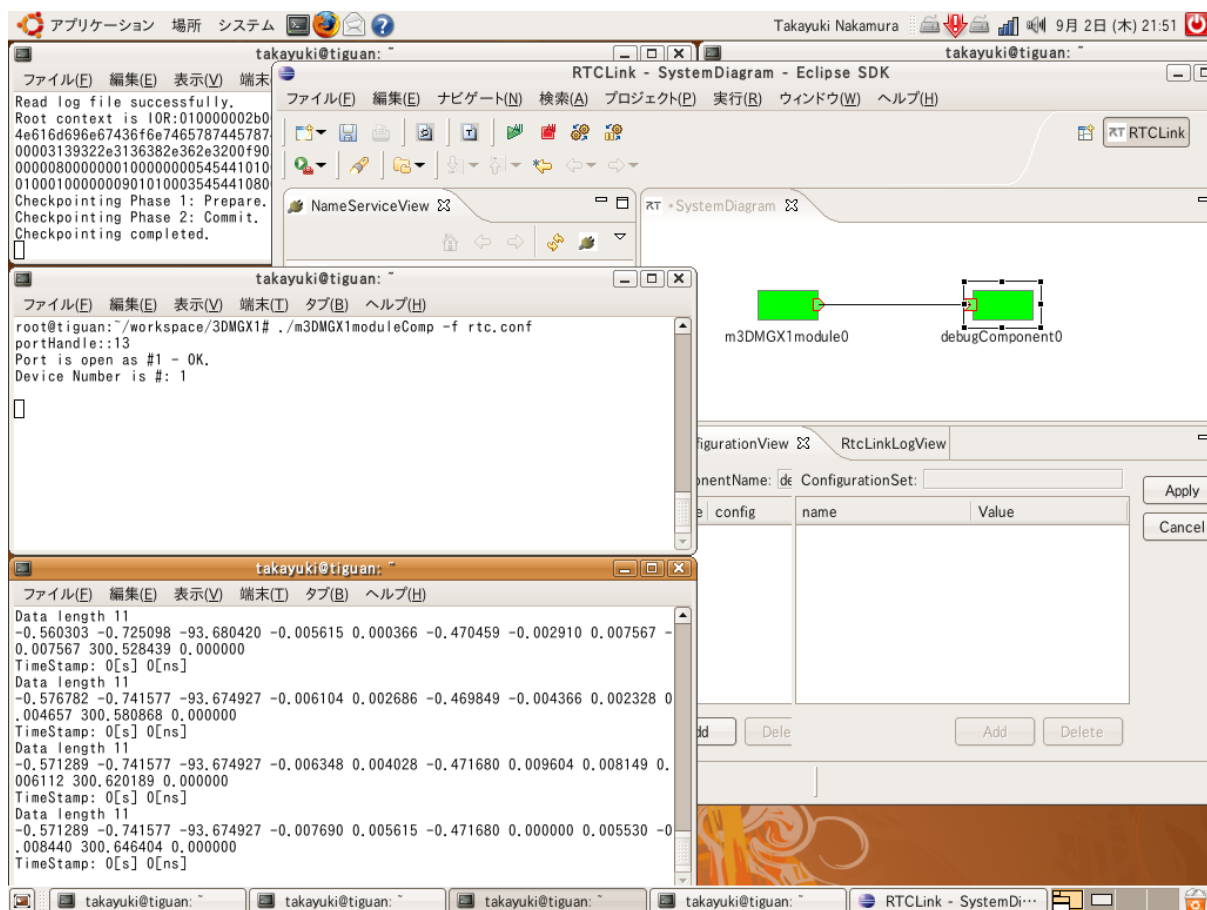 アプリケーション 場所 システム
Takayuki Nakamura
9月 2日 (木) 21:51
takayuki@tiguan: ~
ファイル(F) 編集(E) 表示(V) 端末
Read log file successfully.
Root context is IOR:010000002b0
4e616d696e67436f6e7465787445787
00003139322e3136382e362e3200f90
0000080000000100000000545441010
0100010000000901010003545441080
Checkpointing Phase 1: Prepare.
Checkpointing Phase 2: Commit.
Checkpointing completed.
takayuki@tiguan: ~
RTCLink - SystemDiagram - Eclipse SDK
ファイル(F) 編集(E) ナビゲート(N) 検索(A) プロジェクト(P) 実行(R) ウィンドウ(W) ヘルプ(H)
RT RTCLink
NameServiceView
RT *SystemDiagram
m3DMGX1module0
debugComponent0
takayuki@tiguan: ~
ファイル(F) 編集(E) 表示(V) 端末(T) タブ(B) ヘルプ(H)
root@tiguan:~/workspace/3DMGX1# ./m3DMGX1moduleComp -f rtc.conf
portHandle::13
Port is open as #1 - OK.
Device Number is #: 1
figurationView
RtcLinkLogView
onentName: de
ConfigurationSet:
e config
name Value
Apply
Cancel
dd Dele
Add Delete
takayuki@tiguan: ~
ファイル(F) 編集(E) 表示(V) 端末(T) タブ(B) ヘルプ(H)
Data length 11
-0.560303 -0.725098 -93.680420 -0.005615 0.000366 -0.470459 -0.002910 0.007567 -
0.007567 300.528439 0.000000
TimeStamp: 0[s] 0[ns]
Data length 11
-0.576782 -0.741577 -93.674927 -0.006104 0.002686 -0.469849 -0.004366 0.002328 0
.004657 300.580868 0.000000
TimeStamp: 0[s] 0[ns]
Data length 11
-0.571289 -0.741577 -93.674927 -0.006348 0.004028 -0.471680 0.009604 0.008149 0.
006112 300.620189 0.000000
TimeStamp: 0[s] 0[ns]
Data length 11
-0.571289 -0.741577 -93.674927 -0.007690 0.005615 -0.471680 0.000000 0.005530 -0
.008440 300.646404 0.000000
TimeStamp: 0[s] 0[ns]
takayuki@tiguan: ~
takayuki@tiguan: ~
takayuki@tiguan: ~
takayuki@tiguan: ~
RTCLink - SystemDi…